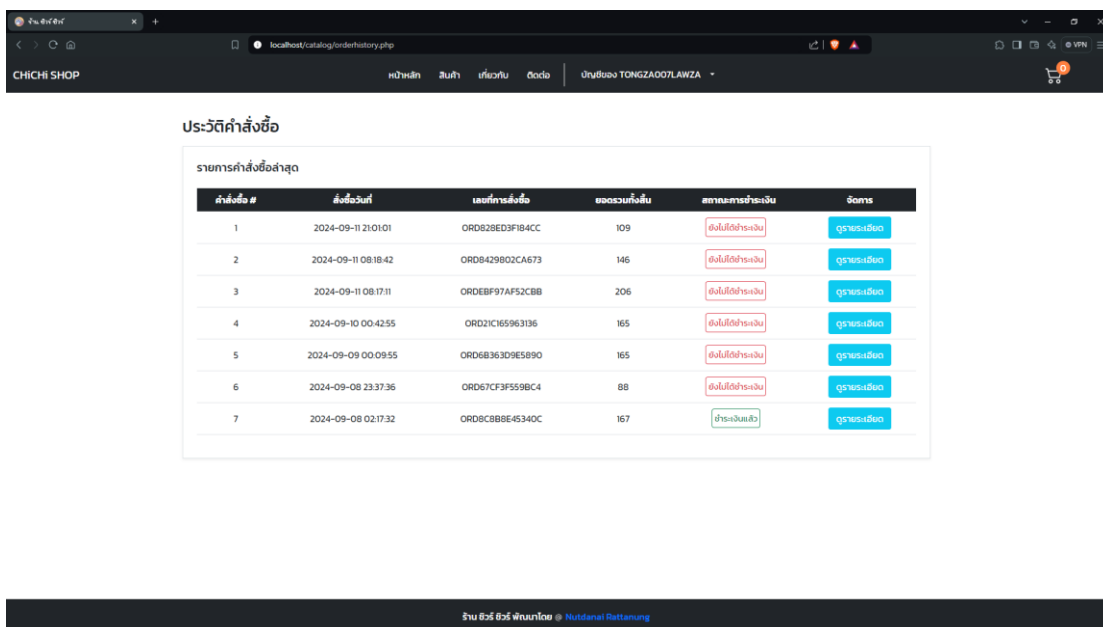 ร้าน ชิวร์ ชิวร์
localhost/catalog/orderhistory.php
VPN
CHiCHi SHOP
หน้าหลัก สินค้า เกี่ยวกับ ติดต่อ บัญชีของ TONGZA007LAWZA
0
ประวัติคำสั่งซื้อ
รายการคำสั่งซื้อล่าสุด
คำสั่งซื้อ # สั่งซื้อวันที่ เลขที่การสั่งซื้อ ยอดรวมทั้งสิ้น สถานะการชำระเงิน จัดการ
1 2024-09-11 21:01:01 ORD828ED3F184CC 109 ยังไม่ได้ชำระเงิน ดูรายละเอียด
2 2024-09-11 08:18:42 ORD8429802CA673 146 ยังไม่ได้ชำระเงิน ดูรายละเอียด
3 2024-09-11 08:17:11 ORDEBF97AF52CBB 206 ยังไม่ได้ชำระเงิน ดูรายละเอียด
4 2024-09-10 00:42:55 ORD21C165963136 165 ยังไม่ได้ชำระเงิน ดูรายละเอียด
5 2024-09-09 00:09:55 ORD6B363D9E5890 165 ยังไม่ได้ชำระเงิน ดูรายละเอียด
6 2024-09-08 23:37:36 ORD67CF3F559BC4 88 ยังไม่ได้ชำระเงิน ดูรายละเอียด
7 2024-09-08 02:17:32 ORD8C8B8E45340C 167 ชำระเงินแล้ว ดูรายละเอียด
ร้าน ชิวร์ ชิวร์ พัฒนาโดย @ Nutdanai Rattanung